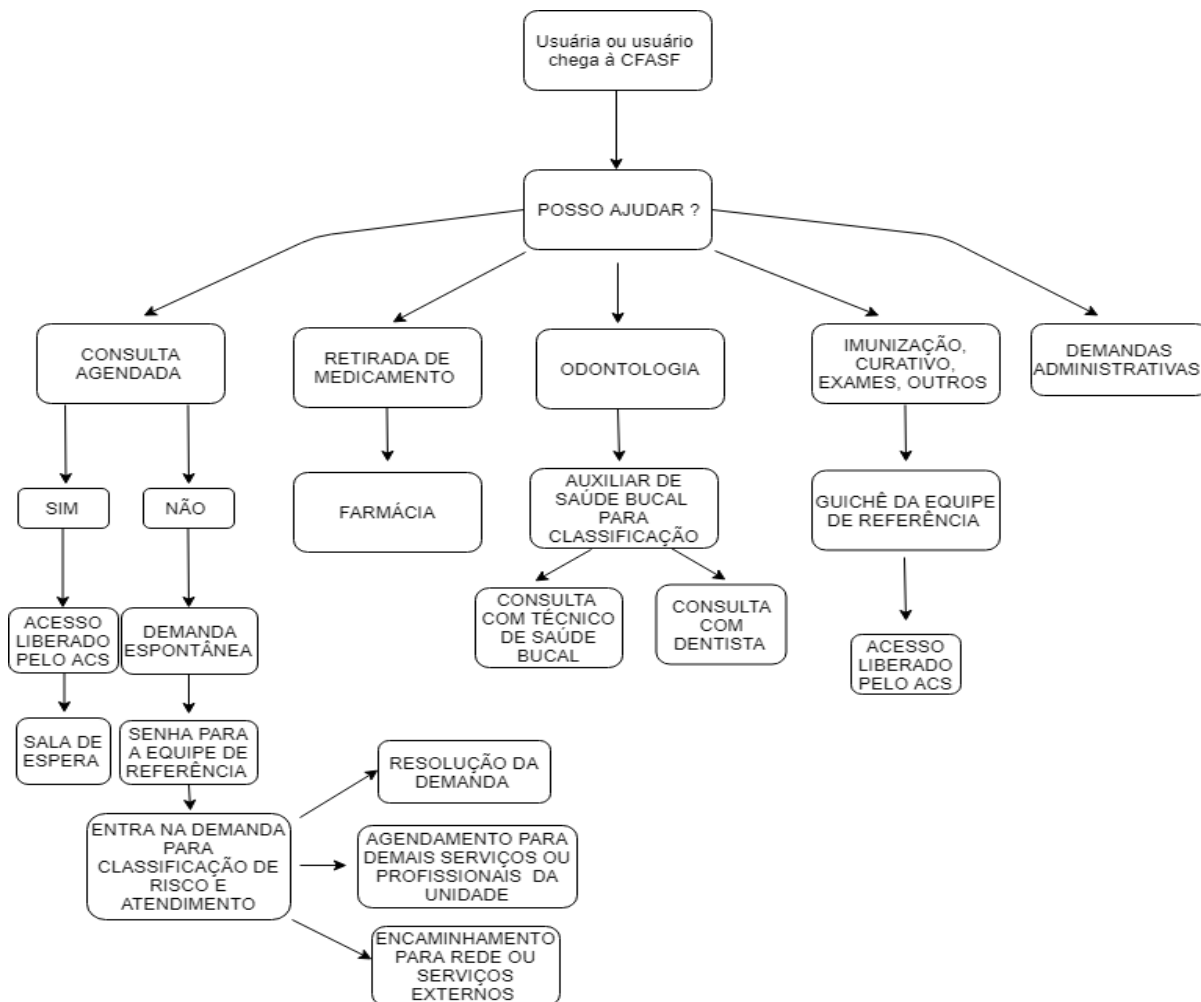 Usuária ou usuário
chega à CFASF
POSSO AJUDAR ?
CONSULTA
AGENDADA
RETIRADA DE
MEDICAMENTO
ODONTOLOGIA
IMUNIZAÇÃO,
CURATIVO,
EXAMES, OUTROS
DEMANDAS
ADMINISTRATIVAS
SIM
NÃO
FARMÁCIA
AUXILIAR DE
SAÚDE BUCAL
PARA
CLASSIFICAÇÃO
GUICHÊ DA EQUIPE
DE REFERÊNCIA
ACESSO
LIBERADO
PELO ACS
DEMANDA
ESPONTÂNEA
CONSULTA
COM TÉCNICO
DE SAÚDE
BUCAL
CONSULTA
COM
DENTISTA
ACESSO
LIBERADO
PELO ACS
SALA DE
ESPERA
SENHA PARA
A EQUIPE DE
REFERÊNCIA
RESOLUÇÃO DA
DEMANDA
ENTRA NA DEMANDA
PARA
CLASSIFICAÇÃO DE
RISCO E
ATENDIMENTO
AGENDAMENTO PARA
DEMAIS SERVIÇOS OU
PROFISSIONAIS DA
UNIDADE
ENCAMINHAMENTO
PARA REDE OU
SERVIÇOS
EXTERNOS